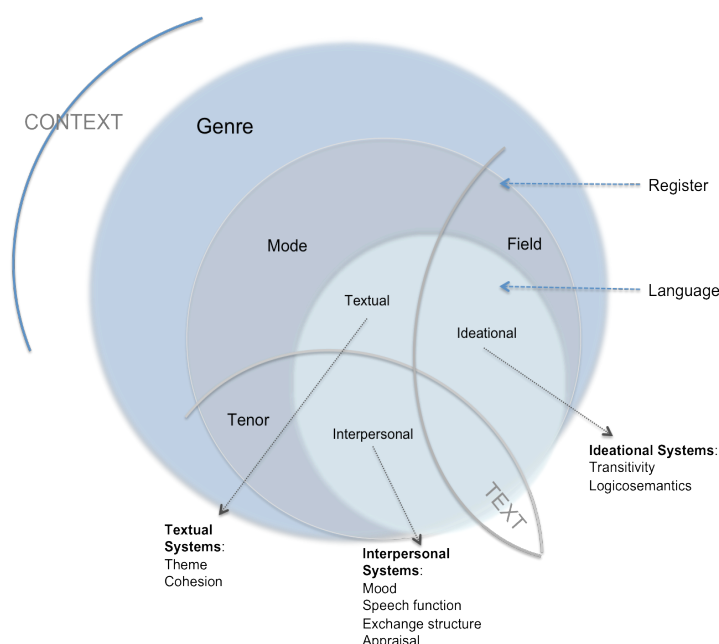 CONTEXT
Genre
Register
Mode
Field
Language
Textual
Ideational
Tenor
Interpersonal
Ideational Systems:
Transitivity
Logicosemantics
TEXT
Textual
Systems:
Theme
Cohesion
Interpersonal
Systems:
Mood
Speech function
Exchange structure
Appraisal